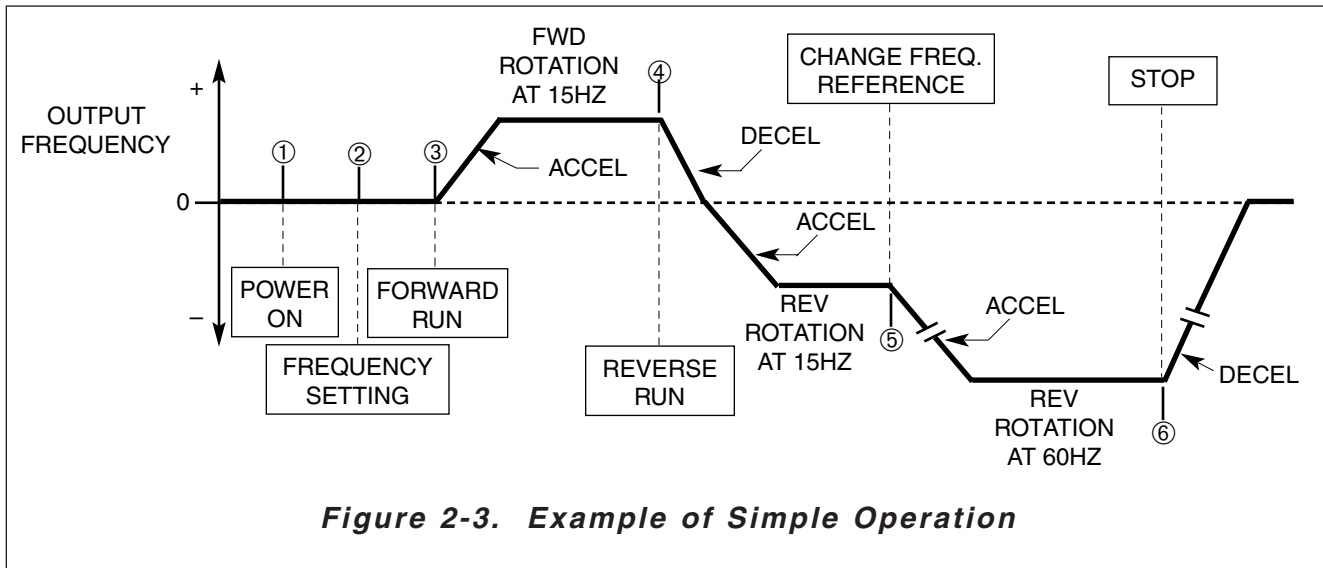 FWD
ROTATION
AT 15HZ
④
CHANGE FREQ.
REFERENCE
STOP
+
OUTPUT
FREQUENCY
①
②
③
ACCEL
DECEL
0
ACCEL
POWER
ON
FORWARD
RUN
–
REV
ROTATION
AT 15HZ
⑤
ACCEL
FREQUENCY
SETTING
REVERSE
RUN
DECEL
REV
ROTATION
AT 60HZ
⑥
Figure 2-3. Example of Simple Operation